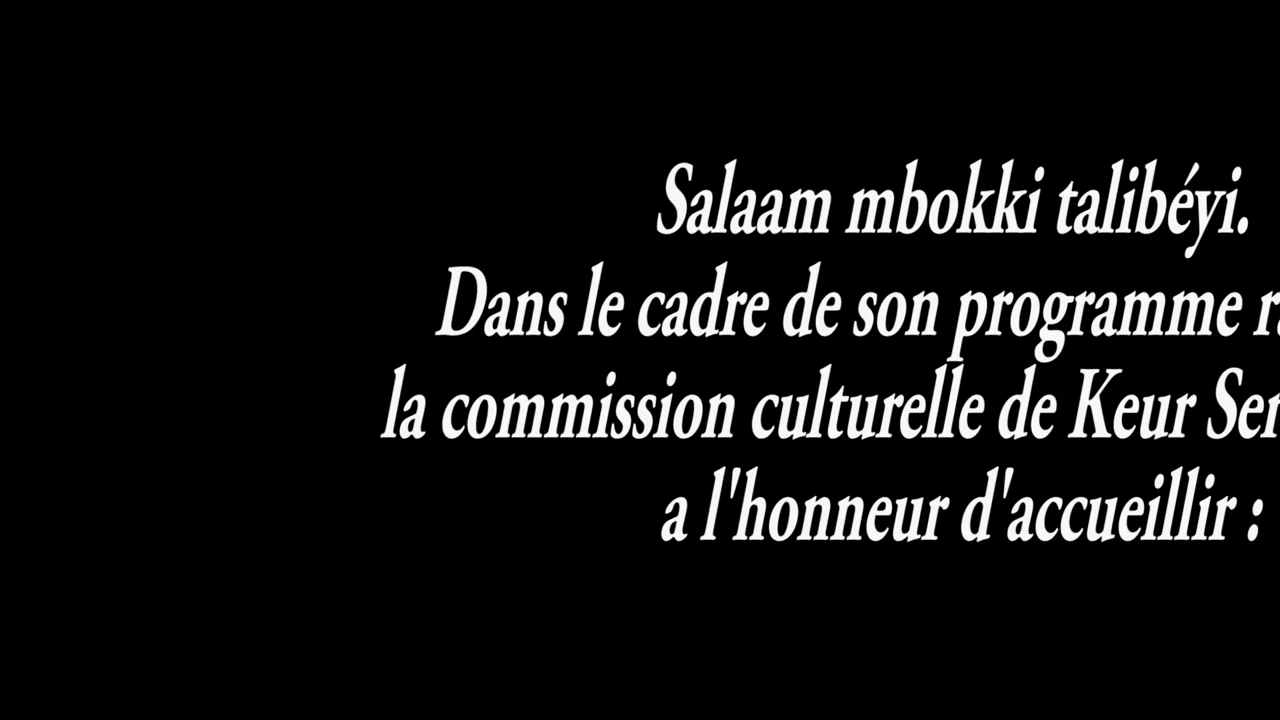 Salaam mbokki talibéyi.
Dans le cadre de son programme
la commission culturelle de Keur
a l'honneur d'accueillir :